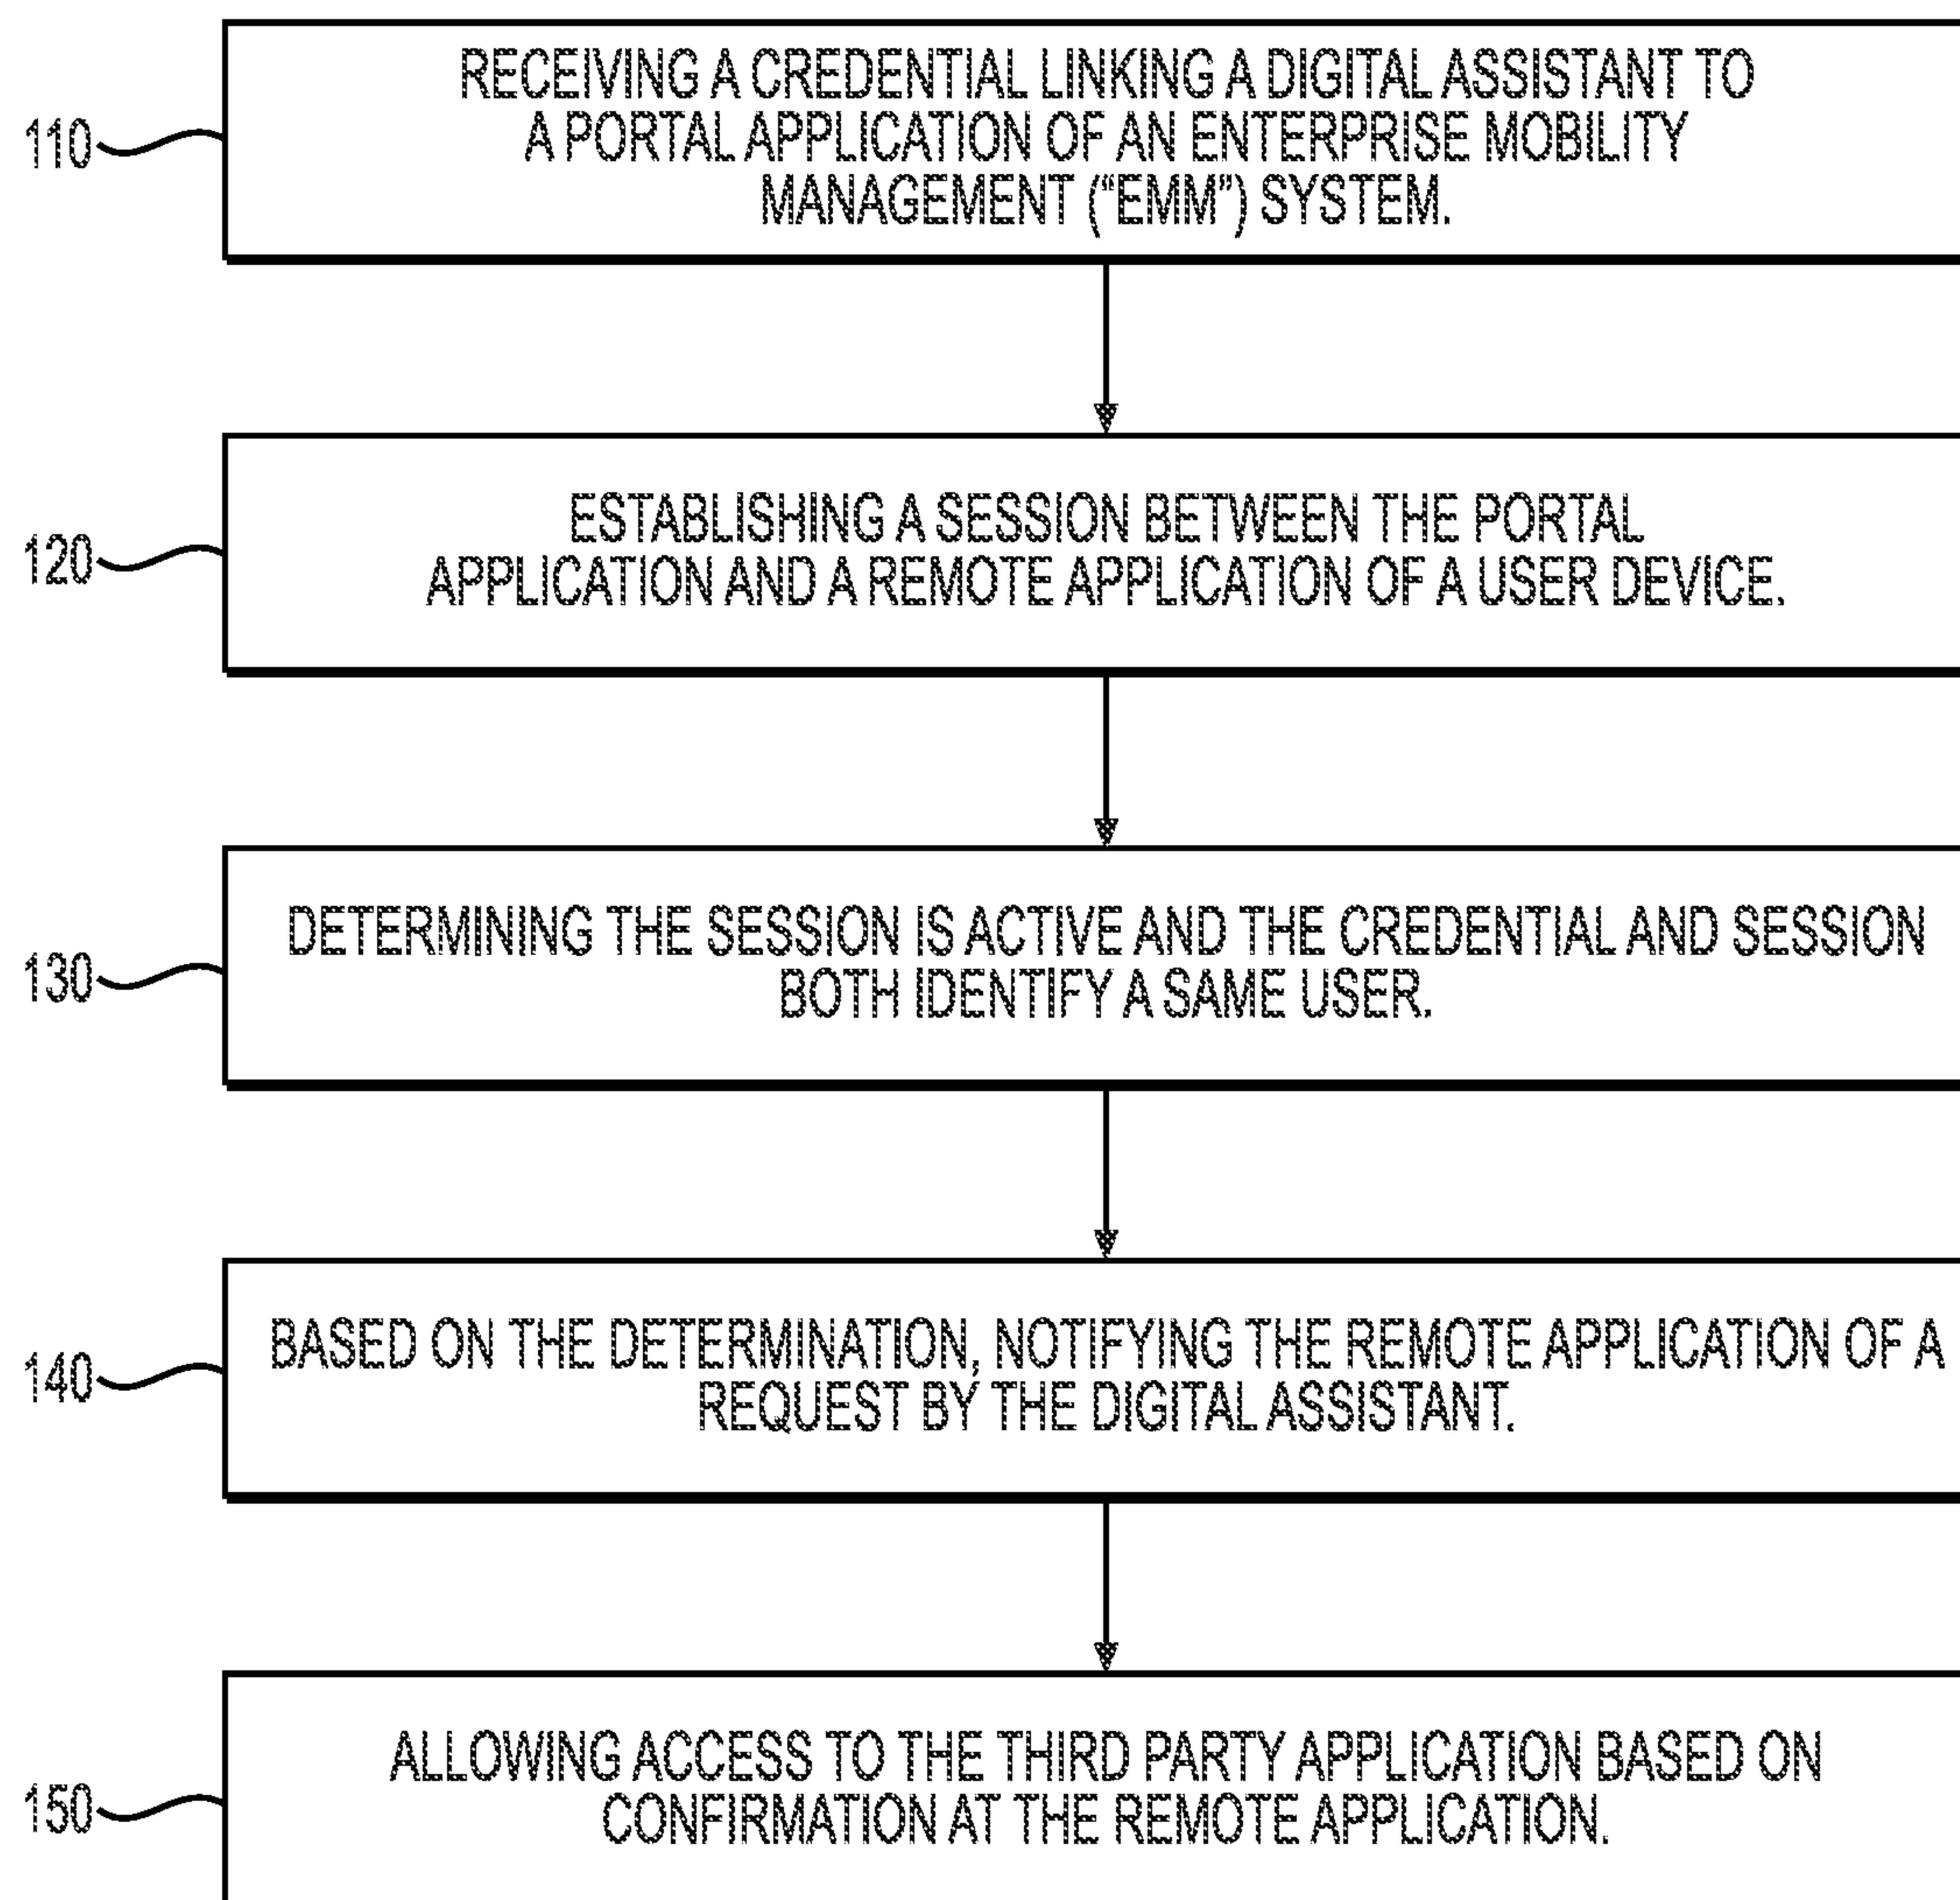 RECEIVING A CREDENTIAL LINKING A DIGITAL ASSISTANT TO
A PORTAL APPLICATION OF AN ENTERPRISE MOBILITY
110
MANAGEMENT (“EMM”) SYSTEM.
ESTABLISHING A SESSION BETWEEN THE PORTAL
120
APPLICATION AND A REMOTE APPLICATION OF A USER DEVICE.
DETERMINING THE SESSION IS ACTIVE AND THE CREDENTIAL AND SESSION
130
BOTH IDENTIFY A SAME USER.
BASED ON THE DETERMINATION, NOTIFYING THE REMOTE APPLICATION OF A
140
REQUEST BY THE DIGITAL ASSISTANT.
ALLOWING ACCESS TO THE THIRD PARTY APPLICATION BASED ON
150
CONFIRMATION AT THE REMOTE APPLICATION.